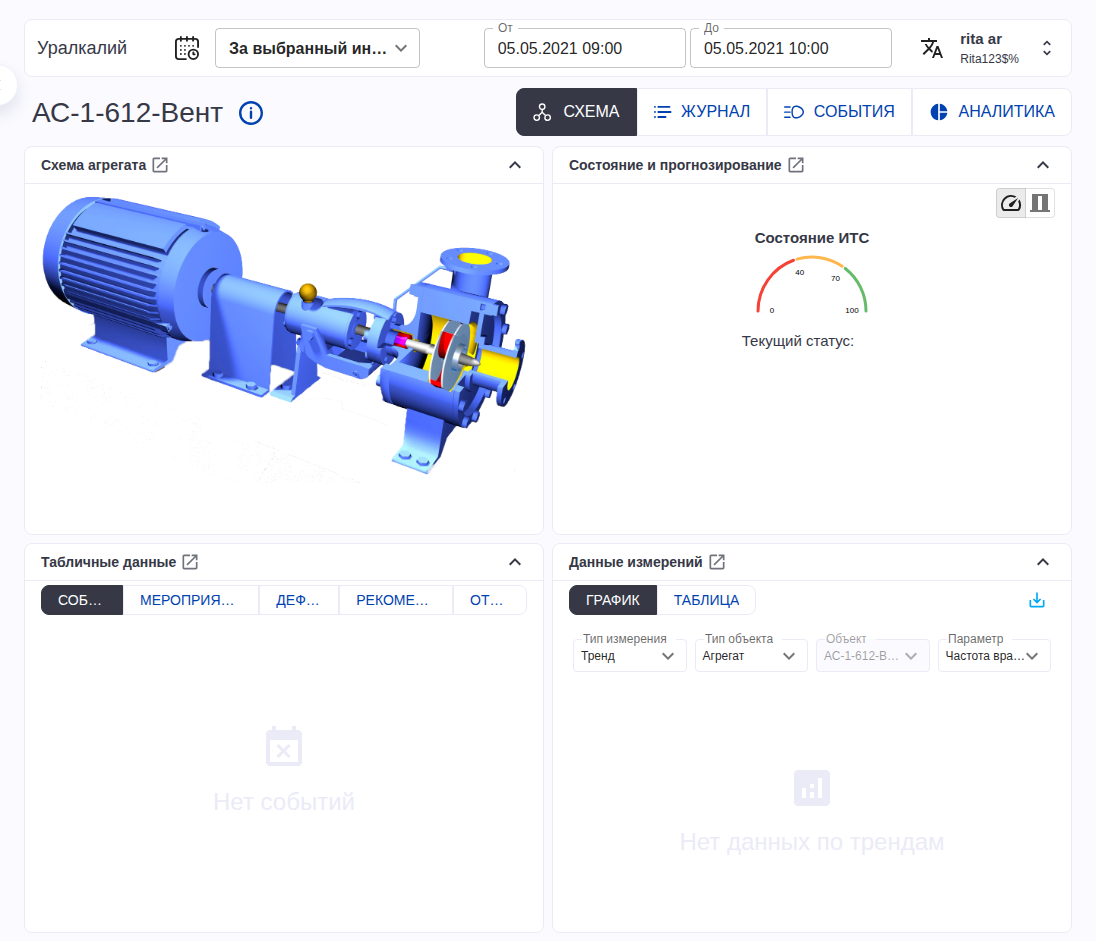 Уралкалий
За выбранный ин...
От
05.05.2021 09:00
До
05.05.2021 10:00
rita ar
Rita123$%
АС-1-612-Вент
СХЕМА
ЖУРНАЛ
СОБЫТИЯ
АНАЛИТИКА
Схема агрегата
Состояние и прогнозирование
Состояние ИТС
0
40
70
100
Текущий статус:
Табличные данные
СОБ...
МЕРОПРИЯ...
ДЕФ...
РЕКОМЕ...
ОТ...
Нет событий
Данные измерений
ГРАФИК
ТАБЛИЦА
Тип измерения
Тренд
Тип объекта
Агрегат
Объект
АС-1-612-В...
Параметр
Частота вра...
Нет данных по трендам